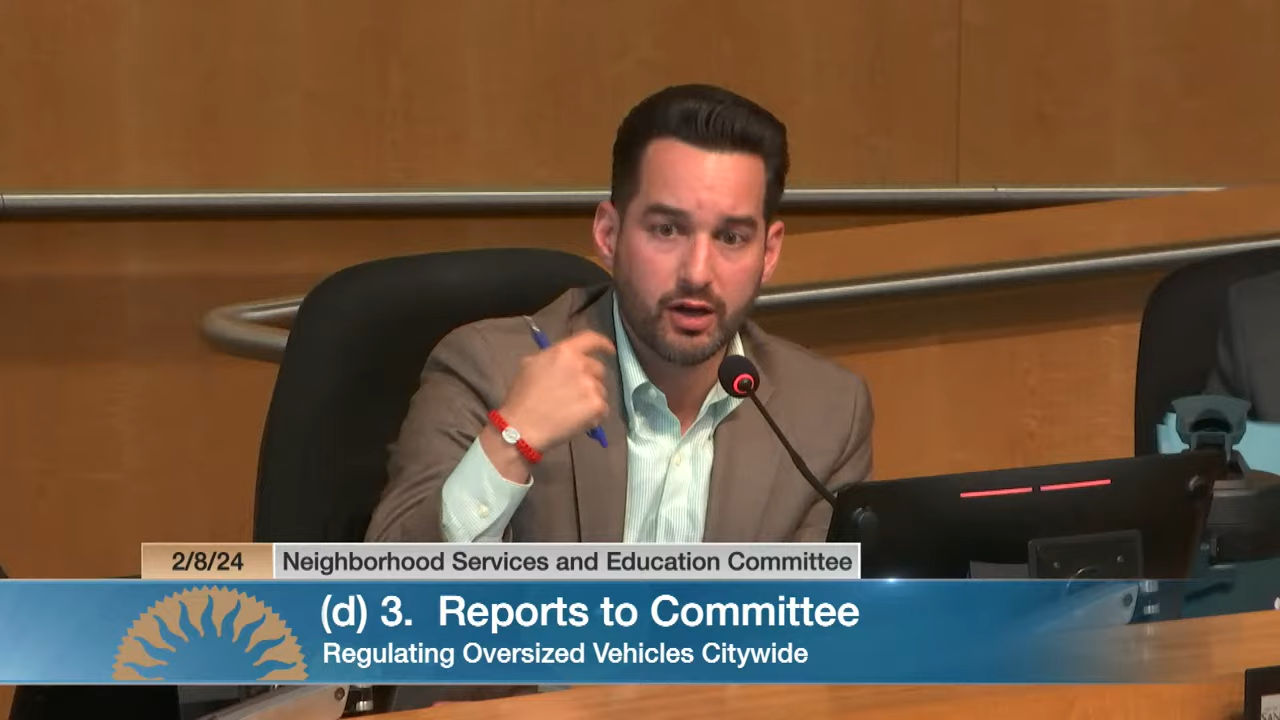 2/8/24
Neighborhood Services and Education Committee
(d) 3. Reports to Committee
Regulating Oversized Vehicles Citywide